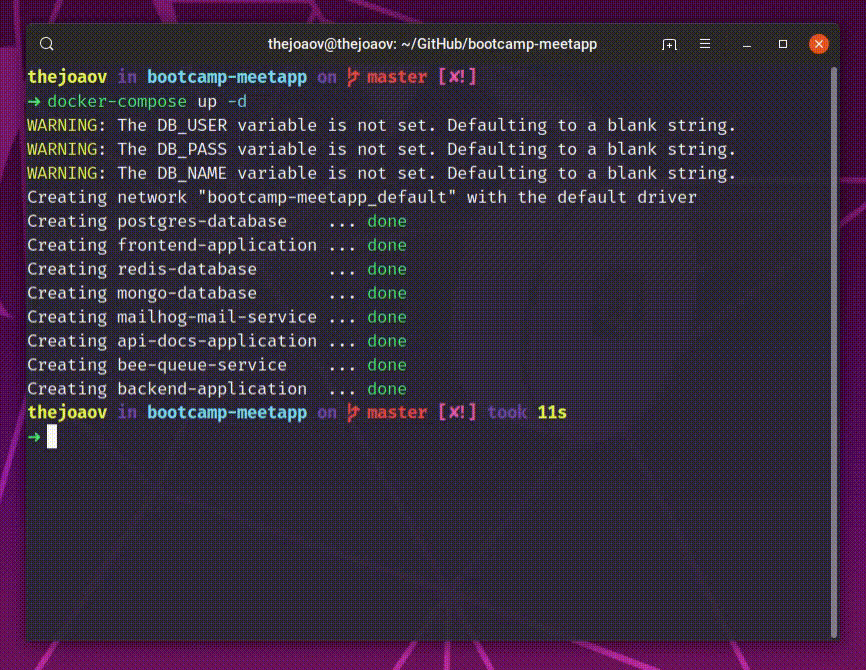 thejoaov@thejoaov: ~/GitHub/bootcamp-meetapp
thejoaov in bootcamp-meetapp on master [✘!]
➜ docker-compose up -d
WARNING: The DB_USER variable is not set. Defaulting to a blank string.
WARNING: The DB_PASS variable is not set. Defaulting to a blank string.
WARNING: The DB_NAME variable is not set. Defaulting to a blank string.
Creating network "bootcamp-meetapp_default" with the default driver
Creating postgres-database    ... done
Creating frontend-application ... done
Creating redis-database       ... done
Creating mongo-database       ... done
Creating mailhog-mail-service ... done
Creating api-docs-application ... done
Creating bee-queue-service    ... done
Creating backend-application  ... done
thejoaov in bootcamp-meetapp on master [✘!] took 11s
➜